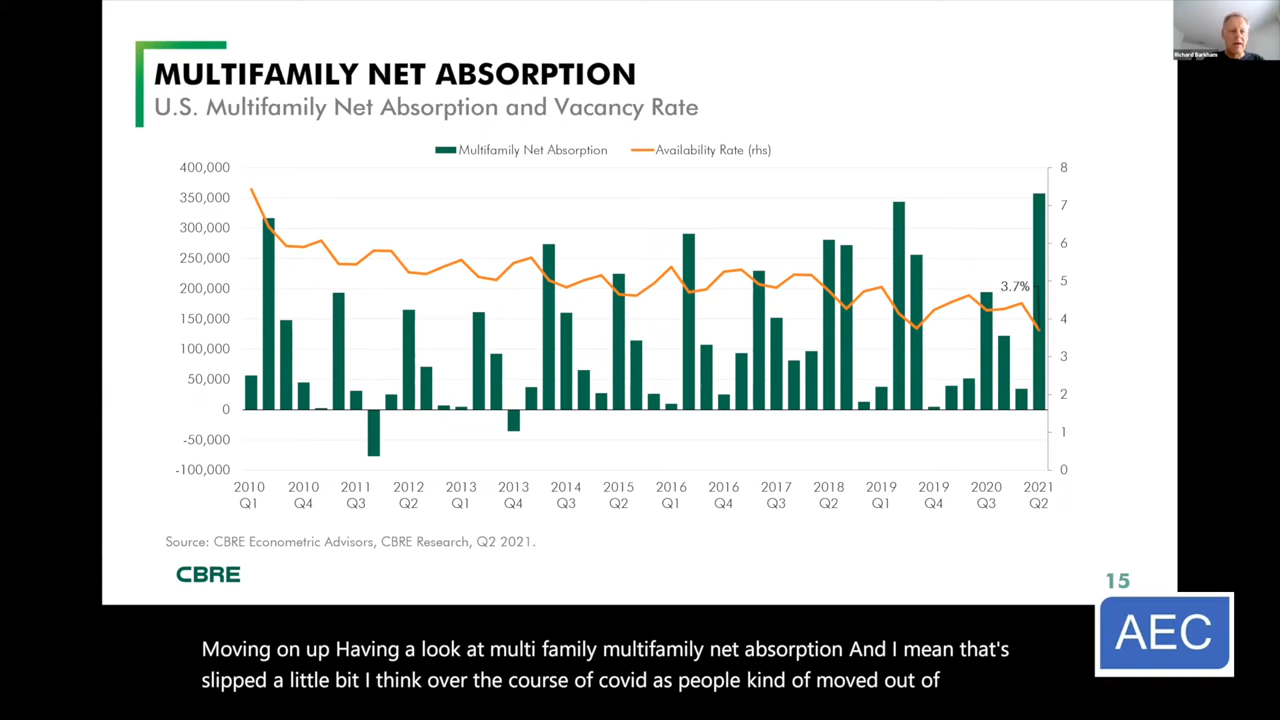 Richard Barkham
MULTIFAMILY NET ABSORPTION
U.S. Multifamily Net Absorption and Vacancy Rate
Multifamily Net Absorption Availability Rate (rhs)
400,000 8
350,000 7
300,000 6
250,000
200,000 5
3.7%
150,000 4
100,000 3
50,000 2
0
-50,000 1
-100,000 0
2010 2010 2011 2012 2013 2013 2014 2015 2016 2016 2017 2018 2019 2019 2020 2021
Q1 Q4 Q3 Q2 Q1 Q4 Q3 Q2 Q1 Q4 Q3 Q2 Q1 Q4 Q3 Q2
Source: CBRE Econometric Advisors, CBRE Research, Q2 2021.
CBRE
15
AEC
Moving on up Having a look at multi family multifamily net absorption And I mean that's
slipped a little bit I think over the course of covid as people kind of moved out of